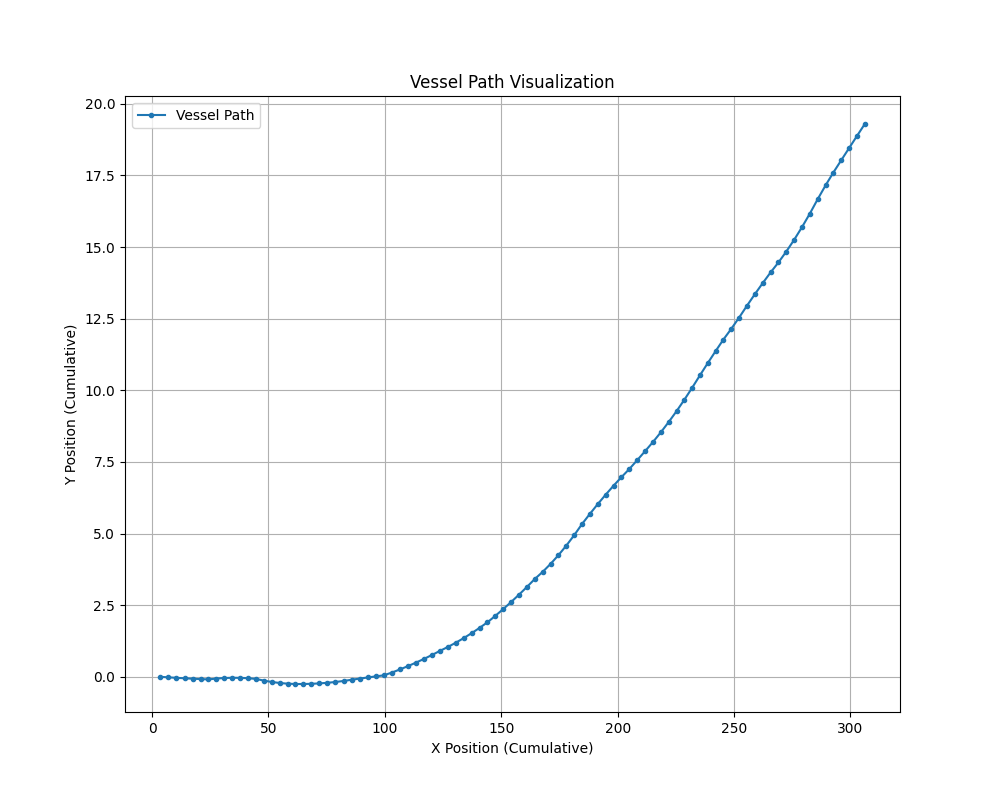 Vessel Path Visualization
Vessel Path
20.0
17.5
15.0
12.5
10.0
7.5
5.0
2.5
0.0
Y Position (Cumulative)
0 50 100 150 200 250 300
X Position (Cumulative)